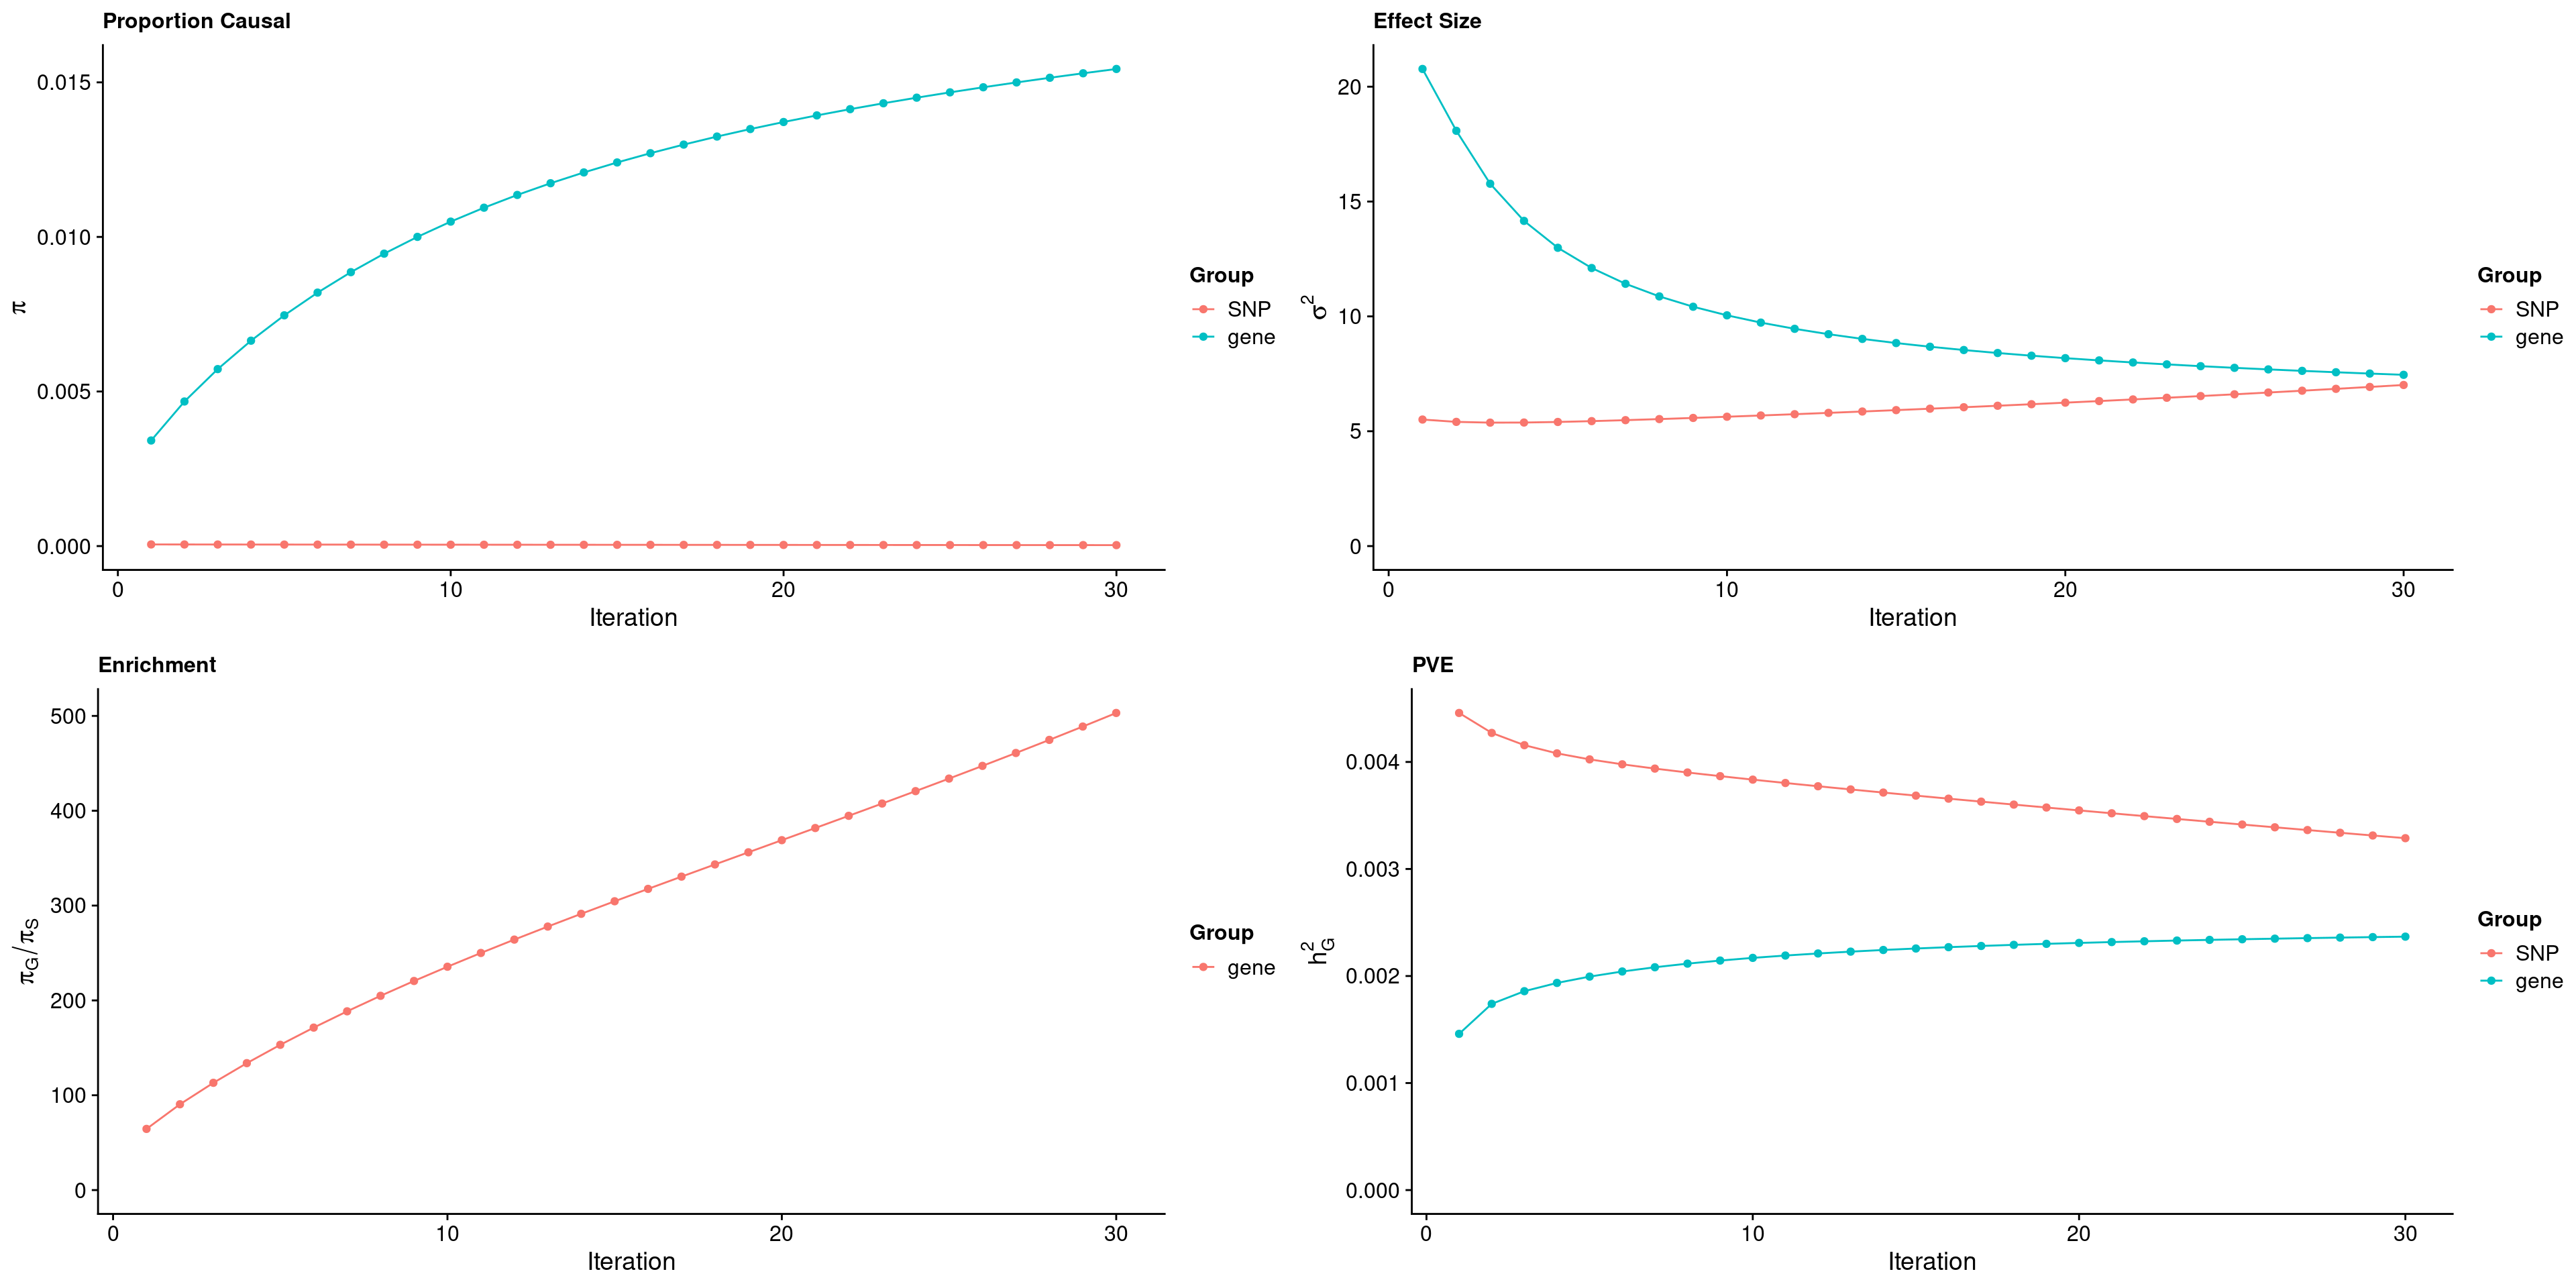 Proportion Causal
π
0.015
0.010
0.005
0.000
0 10 20 30
Iteration
Group
SNP
gene
Effect Size
σ²
20
15
10
5
0
0 10 20 30
Iteration
Group
SNP
gene
Enrichment
π_G/π_S
500
400
300
200
100
0
0 10 20 30
Iteration
Group
gene
PVE
h²_G
0.004
0.003
0.002
0.001
0.000
0 10 20 30
Iteration
Group
SNP
gene